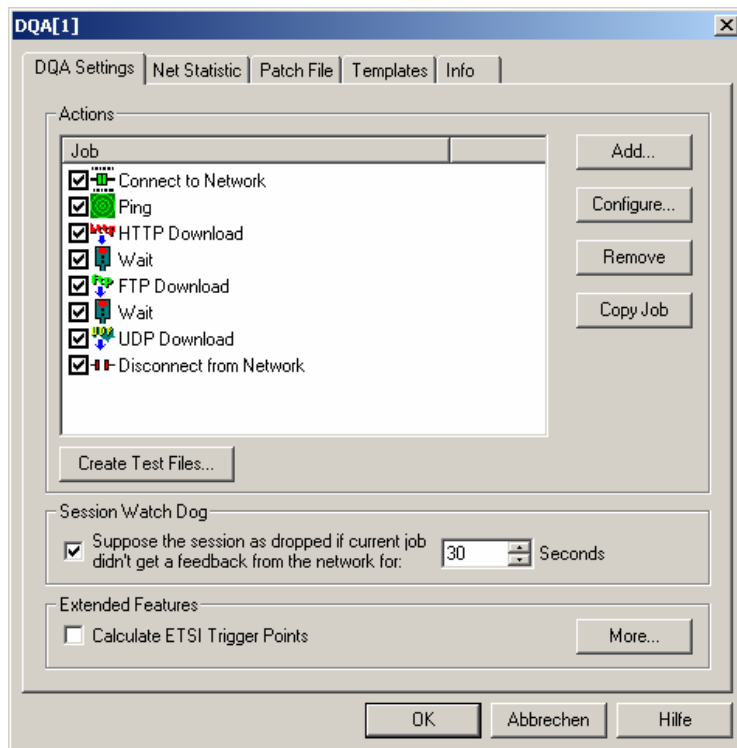 DQA[1]
DQA Settings
Net Statistic
Patch File
Templates
Info
Actions
Job
Connect to Network
Ping
HTTP Download
Wait
FTP Download
Wait
UDP Download
Disconnect from Network
Add...
Configure...
Remove
Copy Job
Create Test Files...
Session Watch Dog
Suppose the session as dropped if current job
didn't get a feedback from the network for:
30
Seconds
Extended Features
Calculate ETSI Trigger Points
More...
OK
Abbrechen
Hilfe